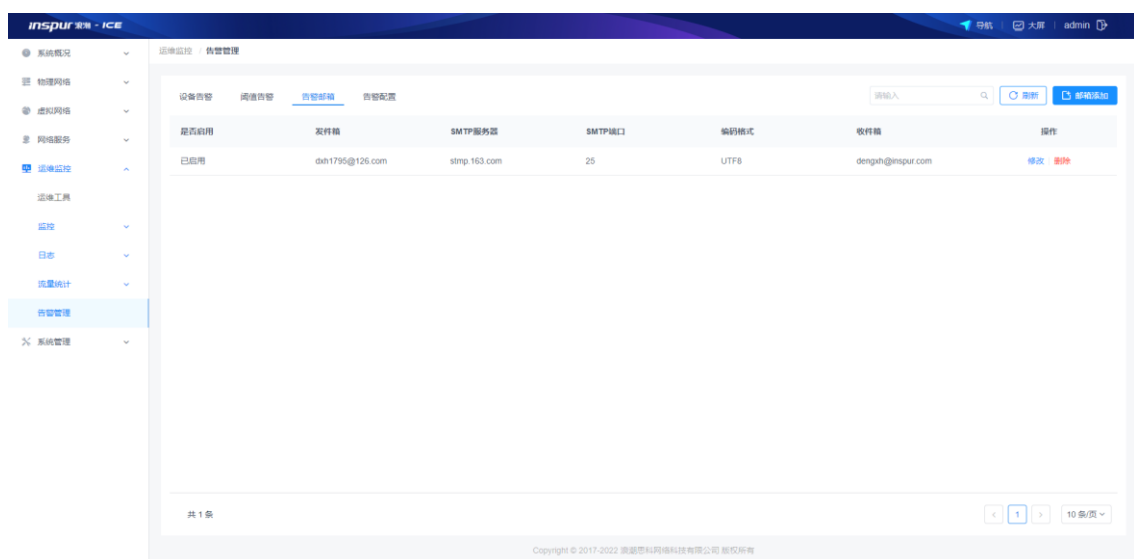 inspur 浪潮 - ICE
导航 大屏 admin
系统概况
物理网络
虚拟网络
网络服务
运维监控
运维工具
监控
日志
流量统计
告警管理
系统管理
运维监控 / 告警管理
设备告警 阈值告警 告警邮箱 告警配置
请输入 刷新 邮箱添加
是否启用 发件箱 SMTP服务器 SMTP端口 编码格式 收件箱 操作
已启用 dxh1795@126.com stmp.163.com 25 UTF8 dengxh@inspur.com 修改 删除
共 1 条
1 10 条/页
Copyright © 2017-2022 浪潮思科网络科技有限公司 版权所有